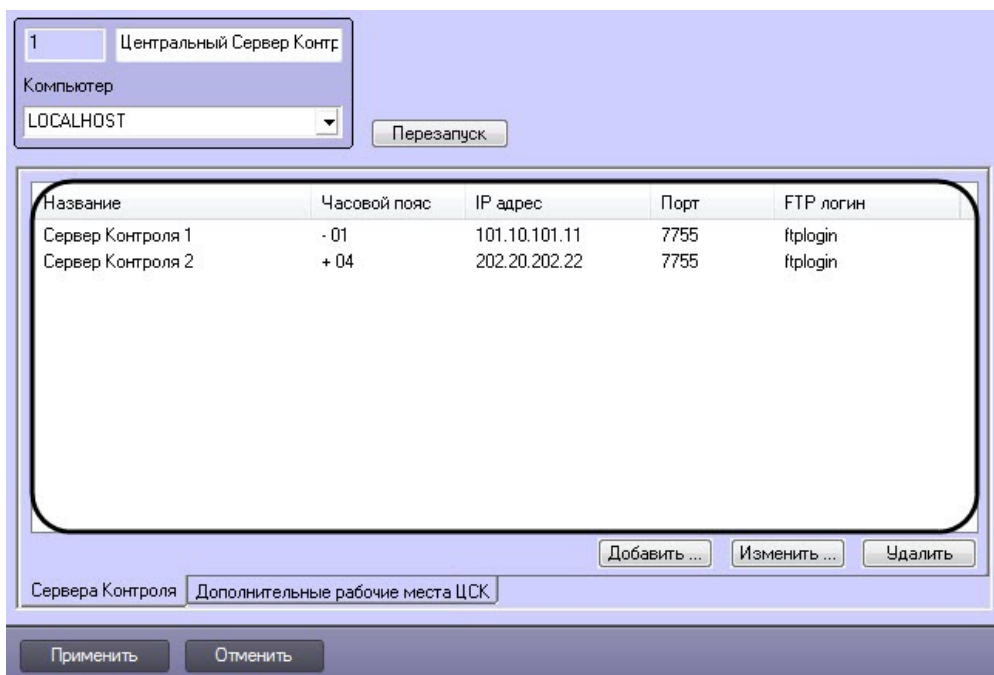 1 Центральный Сервер Контр
Компьютер
LOCALHOST
Перезапуск
Название Часовой пояс IP адрес Порт FTP логин
Сервер Контроля 1 - 01 101.10.101.11 7755 ftplogin
Сервер Контроля 2 + 04 202.20.202.22 7755 ftplogin
Добавить ... Изменить ... Удалить
Сервера Контроля Дополнительные рабочие места ЦСК
Применить Отменить